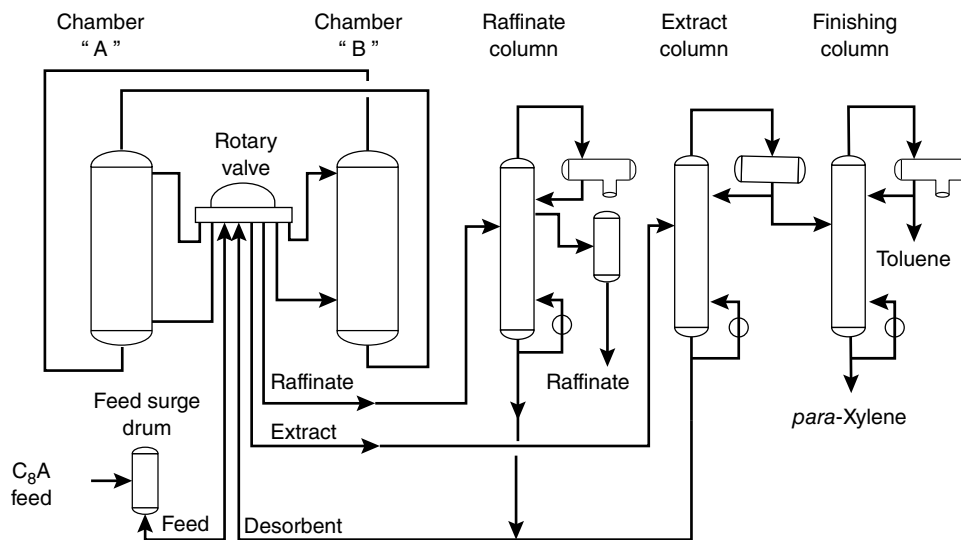 Chamber
“ A ”
Chamber
“ B ”
Raffinate
column
Extract
column
Finishing
column
Rotary
valve
Toluene
Raffinate
Raffinate
para-Xylene
Feed surge
drum
Extract
C₈A
feed
Feed
Desorbent